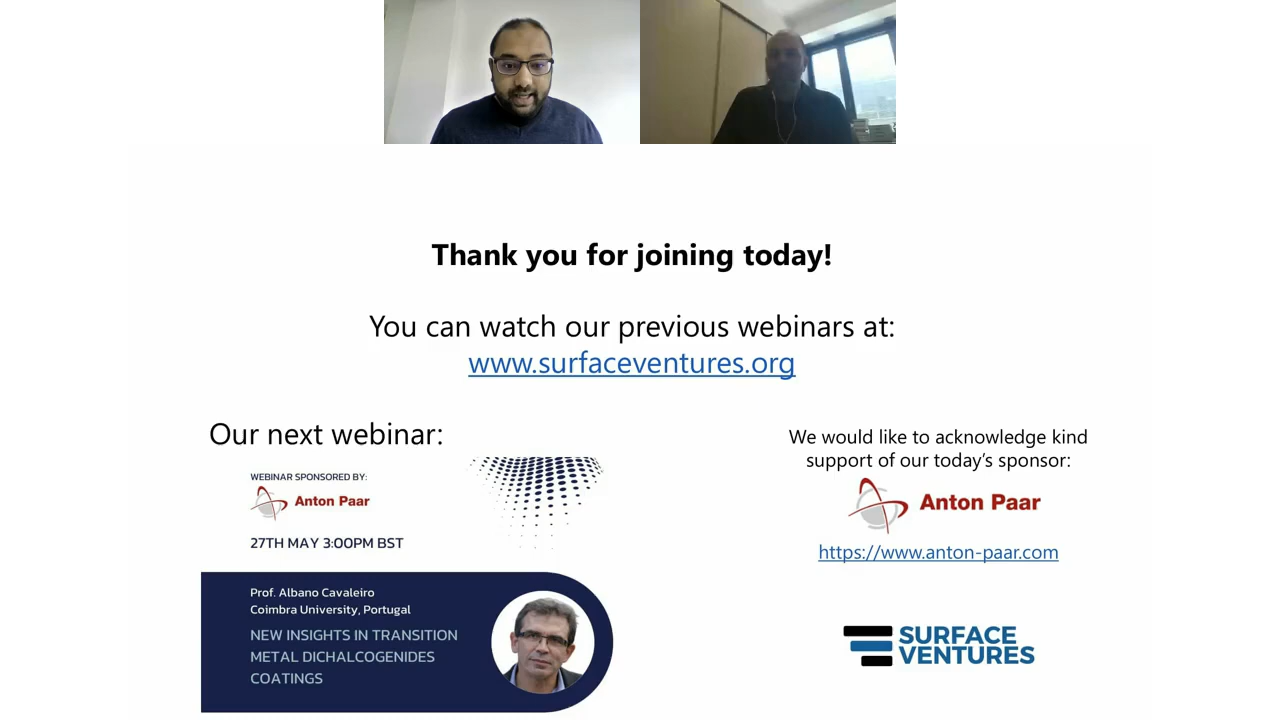 Thank you for joining today!
You can watch our previous webinars at:
www.surfaceventures.org
Our next webinar:
WEBINAR SPONSORED BY:
Anton Paar
27TH MAY 3:00PM BST
Prof. Albano Cavaleiro
Coimbra University, Portugal
NEW INSIGHTS IN TRANSITION
METAL DICHALCOGENIDES
COATINGS
We would like to acknowledge kind
support of our today's sponsor:
Anton Paar
https://www.anton-paar.com
SURFACE
VENTURES